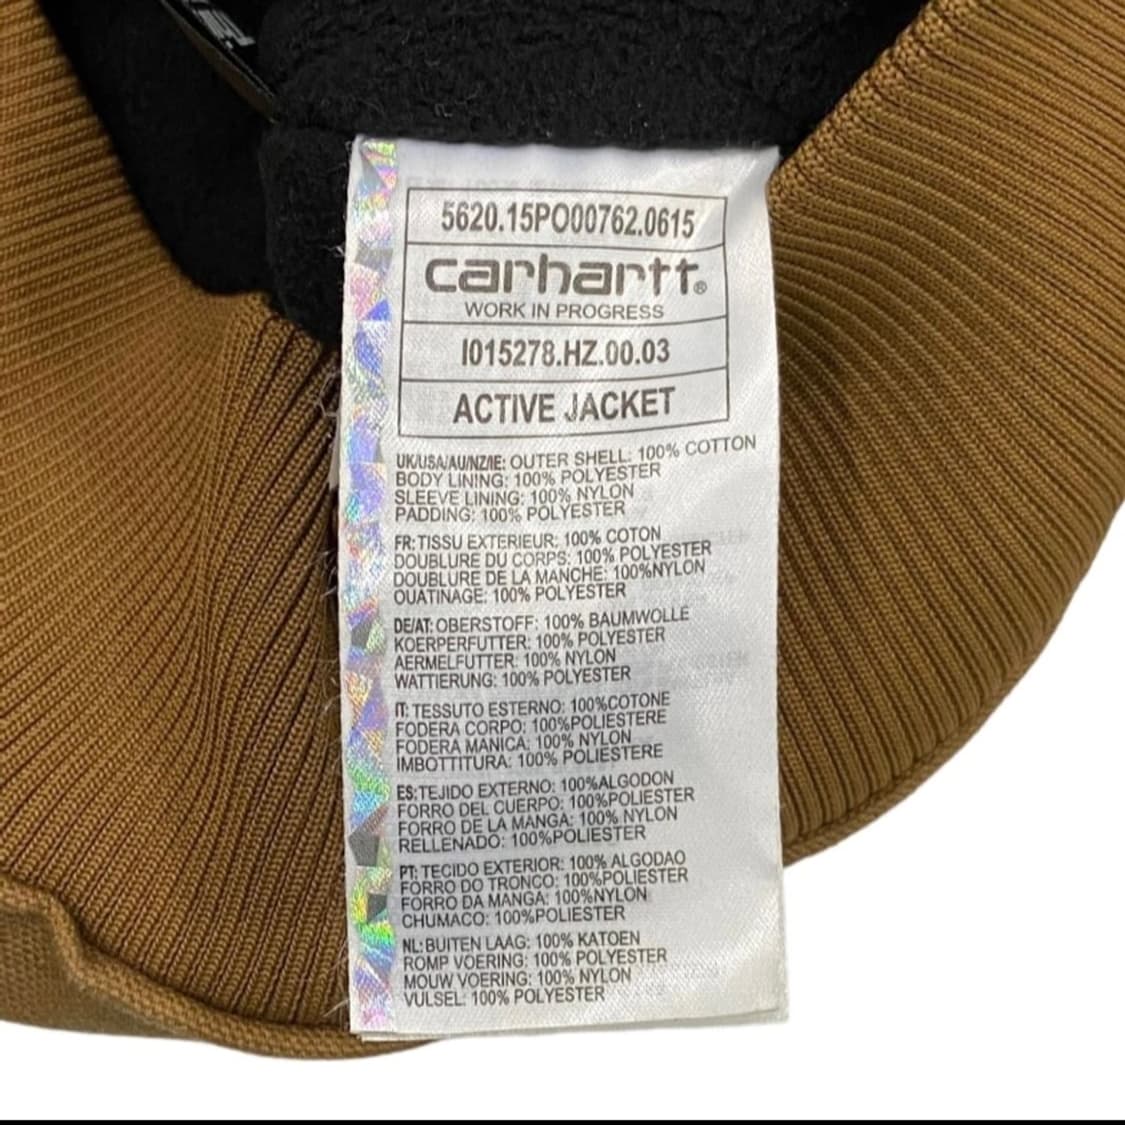 5620.15PO00762.0615
carhartt®
WORK IN PROGRESS
I015278.HZ.00.03
ACTIVE JACKET
UK/USA/AU/NZ/IE: OUTER SHELL: 100% COTTON
BODY LINING: 100% POLYESTER
SLEEVE LINING: 100% NYLON
PADDING: 100% POLYESTER
FR: TISSU EXTERIEUR: 100% COTON
DOUBLURE DU CORPS: 100% POLYESTER
DOUBLURE DE LA MANCHE: 100%NYLON
OUATINAGE: 100% POLYESTER
DE/AT: OBERSTOFF: 100% BAUMWOLLE
KOERPERFUTTER: 100% POLYESTER
AERMELFUTTER: 100% NYLON
WATTIERUNG: 100% POLYESTER
IT: TESSUTO ESTERNO: 100%COTONE
FODERA CORPO: 100%POLIESTERE
FODERA MANICA: 100% NYLON
IMBOTTITURA: 100% POLIESTERE
ES: TEJIDO EXTERNO: 100%ALGODON
FORRO DEL CUERPO: 100%POLIESTER
FORRO DE LA MANGA: 100% NYLON
RELLENADO: 100%POLIESTER
PT: TECIDO EXTERIOR: 100% ALGODAO
FORRO DO TRONCO: 100%POLIESTER
FORRO DA MANGA: 100%NYLON
CHUMACO: 100%POLIESTER
NL: BUITEN LAAG: 100% KATOEN
ROMP VOERING: 100% POLYESTER
MOUW VOERING: 100% NYLON
VULSEL: 100% POLYESTER